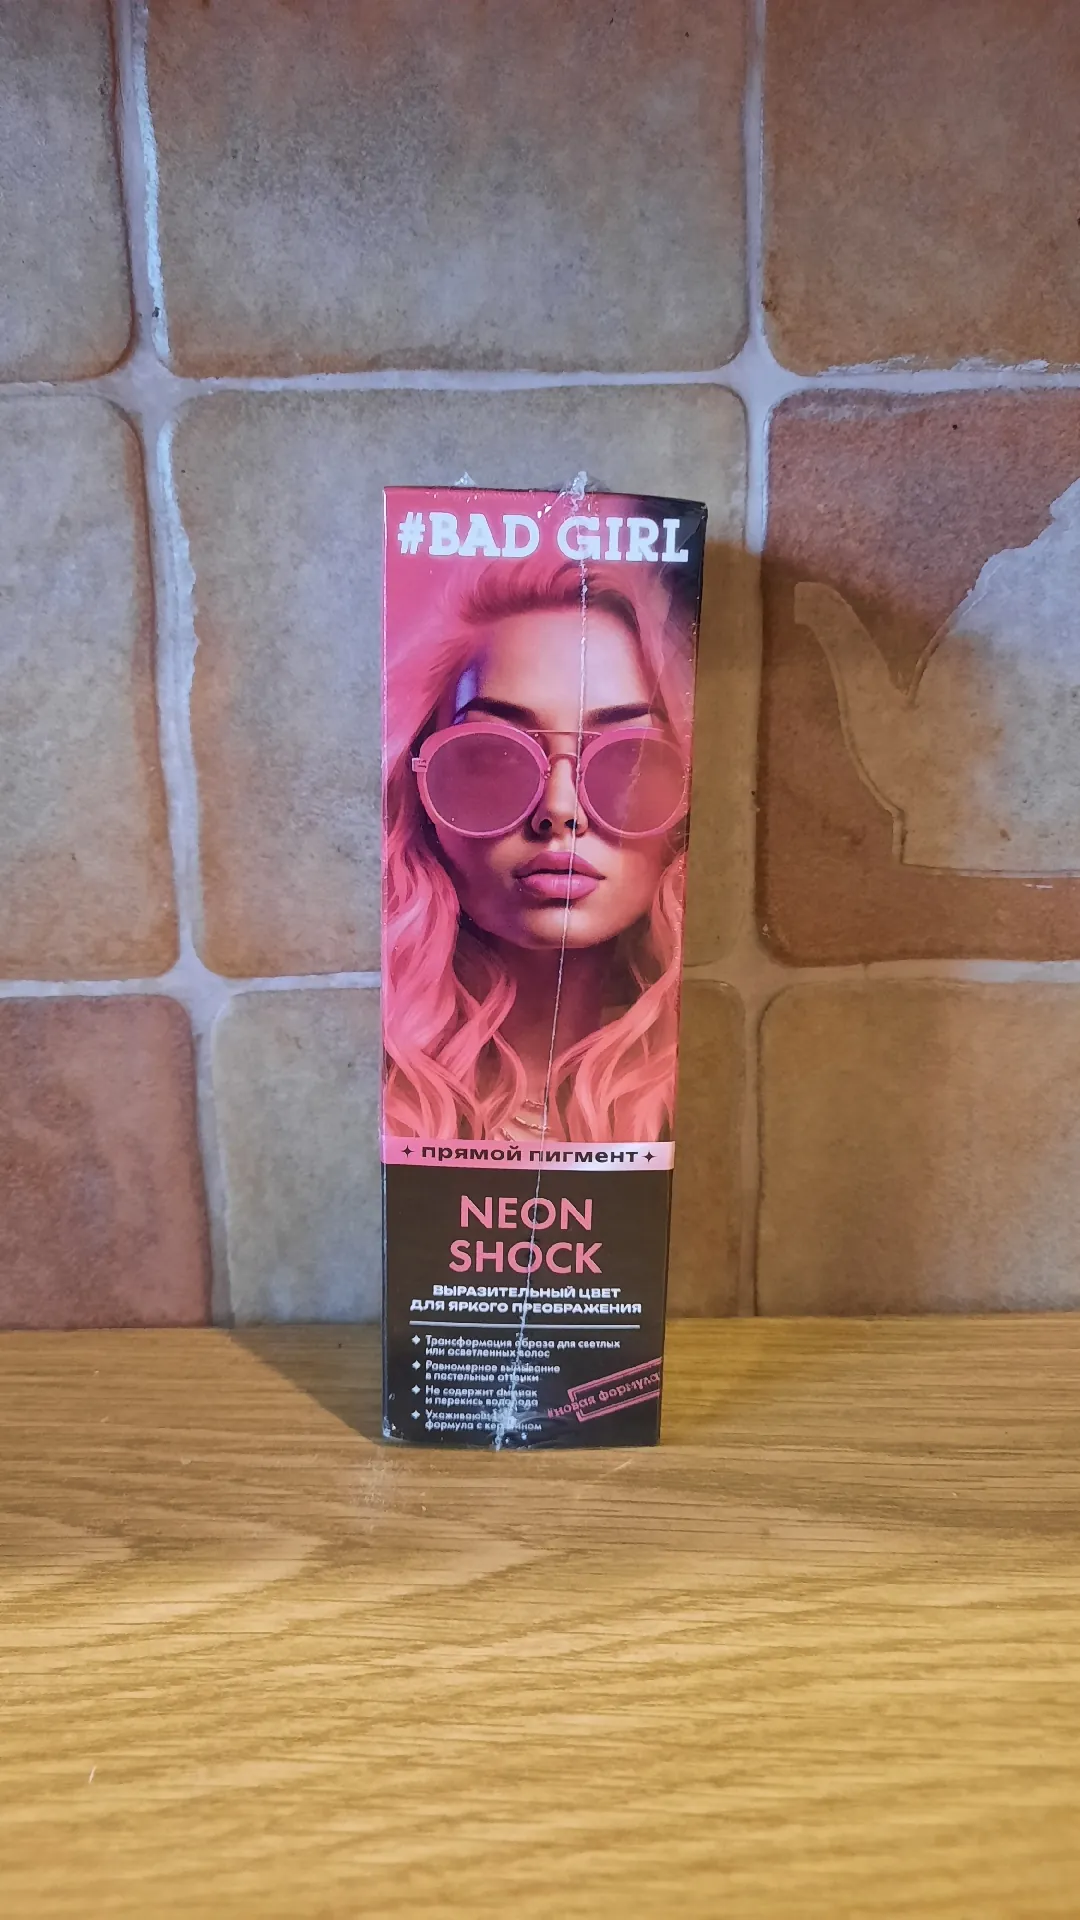 #BAD GIRL
✦ прямой пигмент ✦
NEON
SHOCK
ВЫРАЗИТЕЛЬНЫЙ ЦВЕТ
ДЛЯ ЯРКОГО ПРЕОБРАЖЕНИЯ
✦ Трансформация образа для светлых
или осветленных волос
✦ Равномерное вымывание
в пастельные оттенки
✦ Не содержит аммиак
и перекись водорода
✦ Ухаживающая
формула с кератином
#новая формула